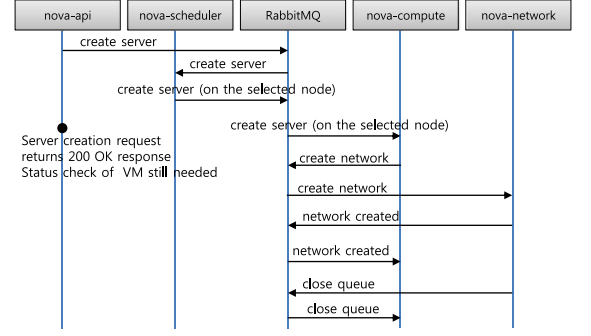 nova-api
nova-scheduler
RabbitMQ
nova-compute
nova-network
create server
create server
create server (on the selected node)
create server (on the selected node)
Server creation request
returns 200 OK response
Status check of VM still needed
create network
create network
network created
network created
close queue
close queue